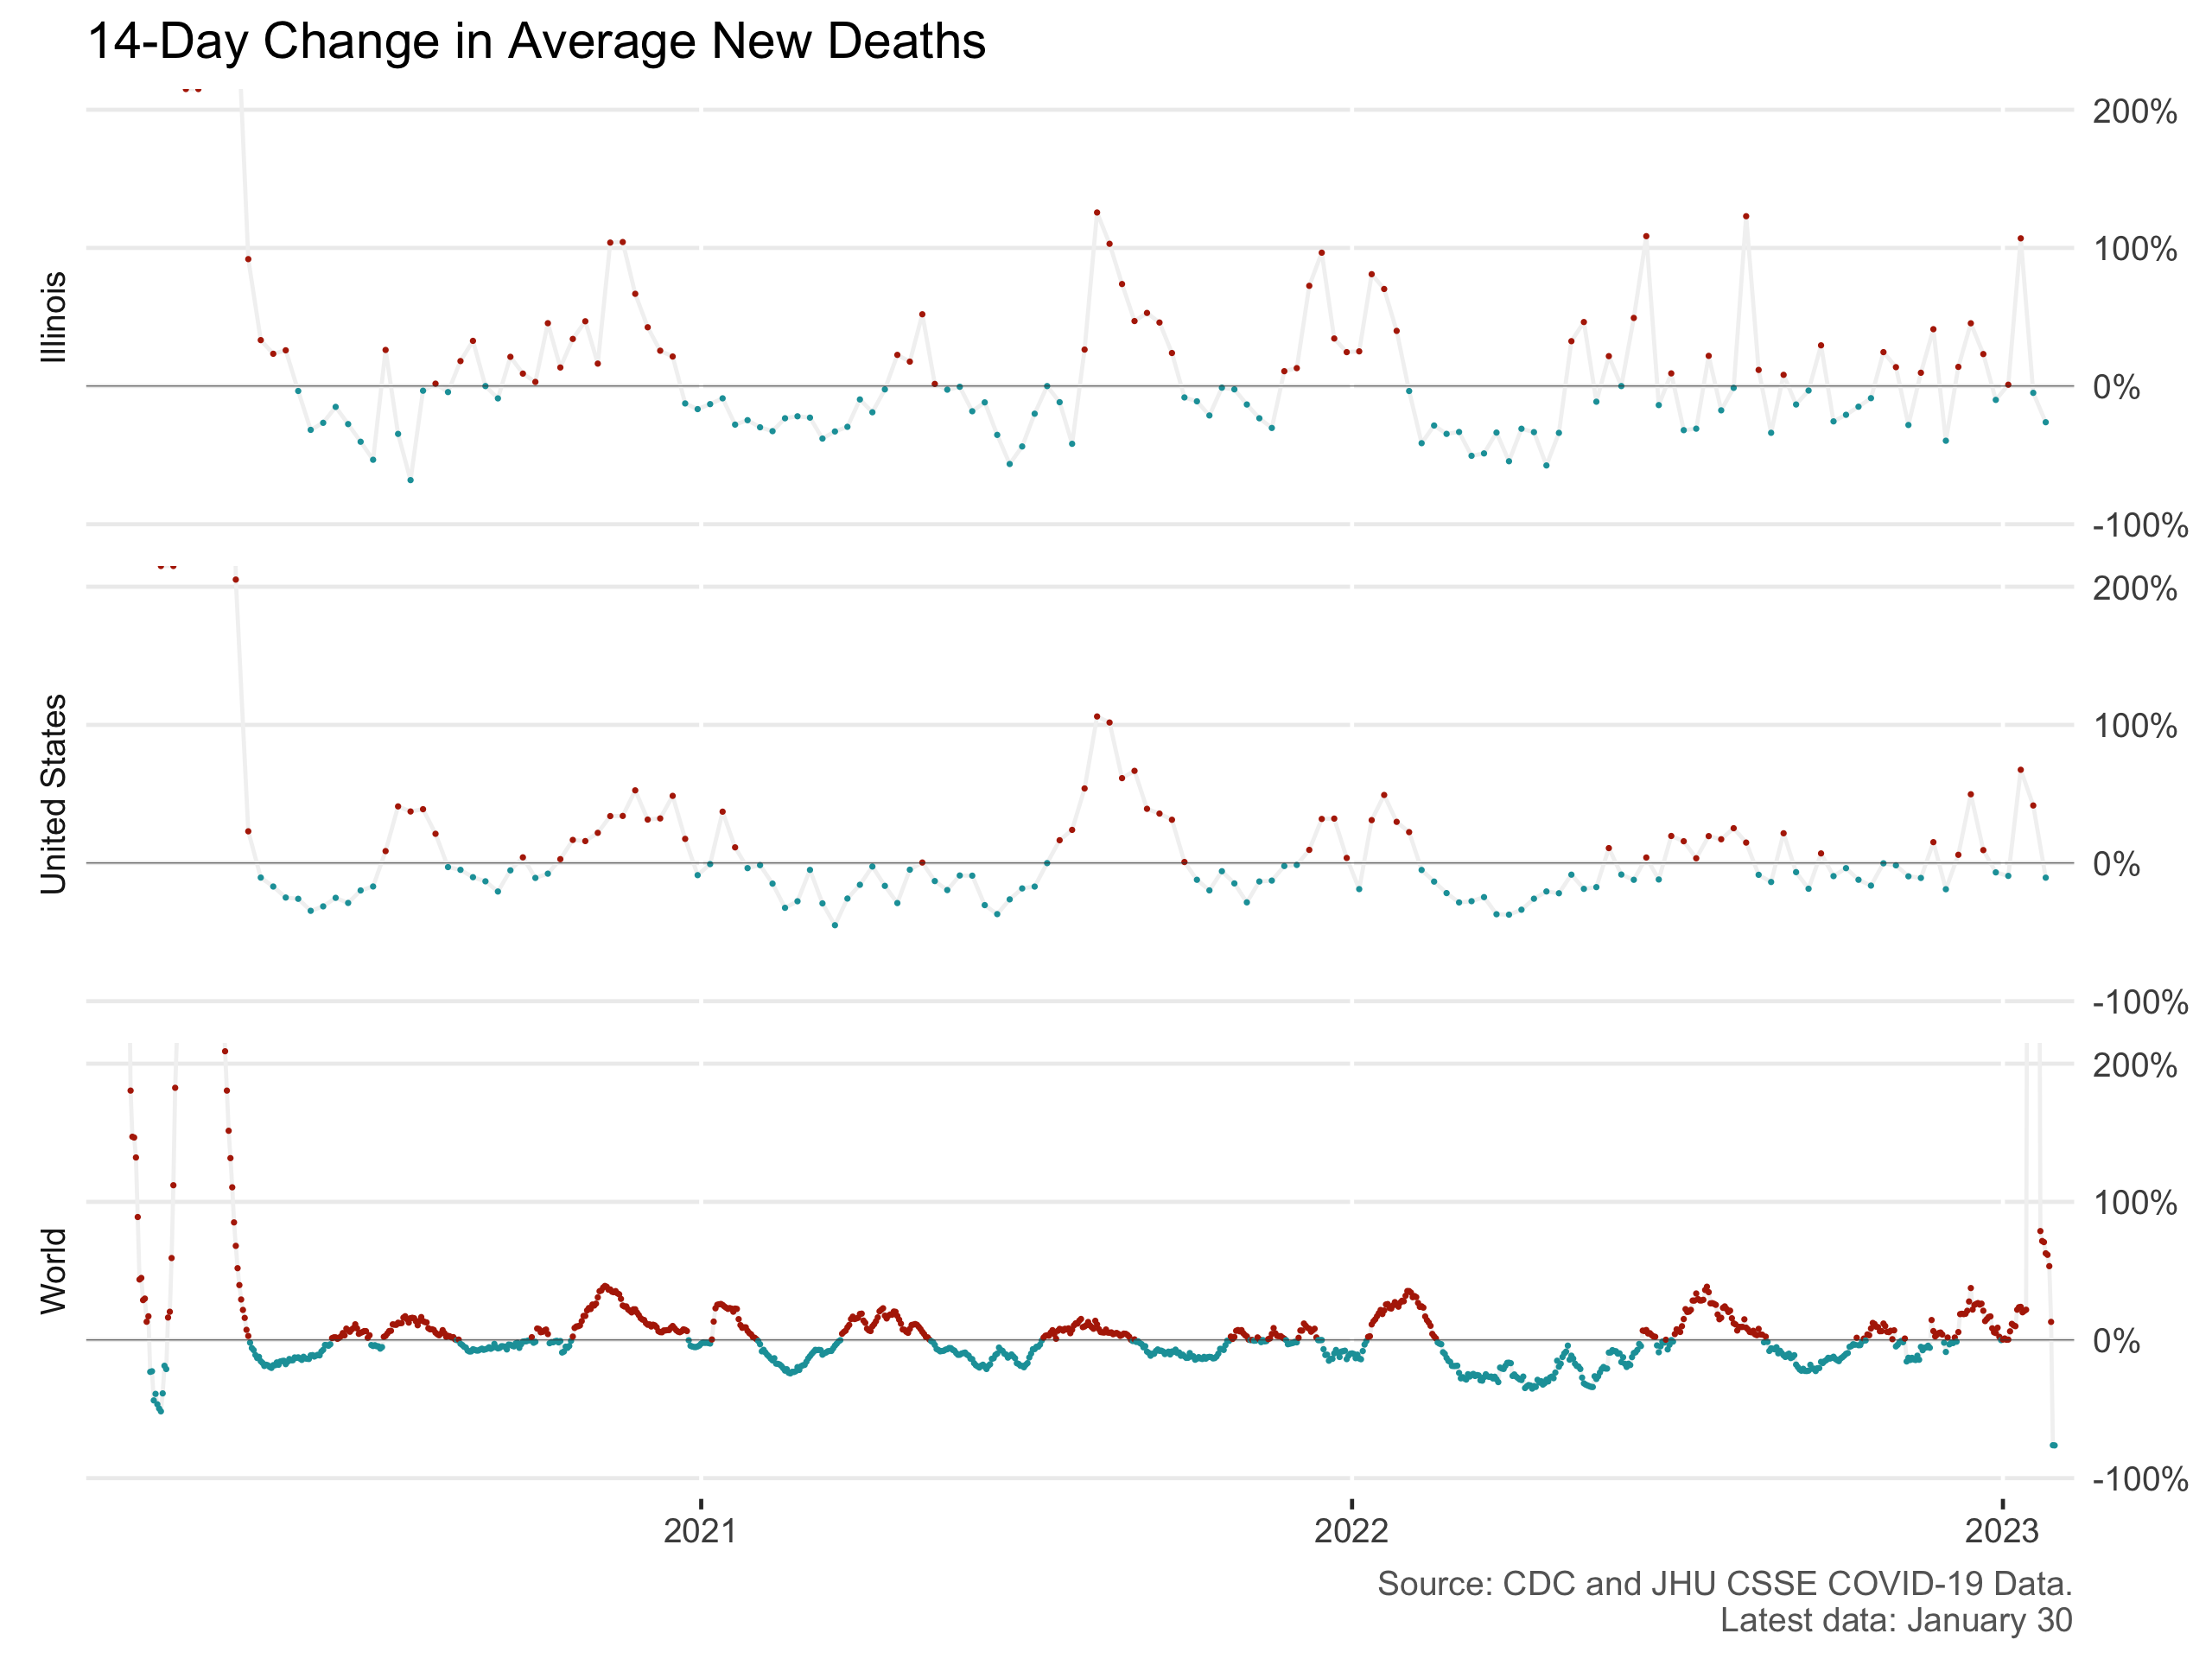 14-Day Change in Average New Deaths
Illinois
200%
100%
0%
-100%
United States
200%
100%
0%
-100%
World
200%
100%
0%
-100%
2021
2022
2023
Source: CDC and JHU CSSE COVID-19 Data.
Latest data: January 30